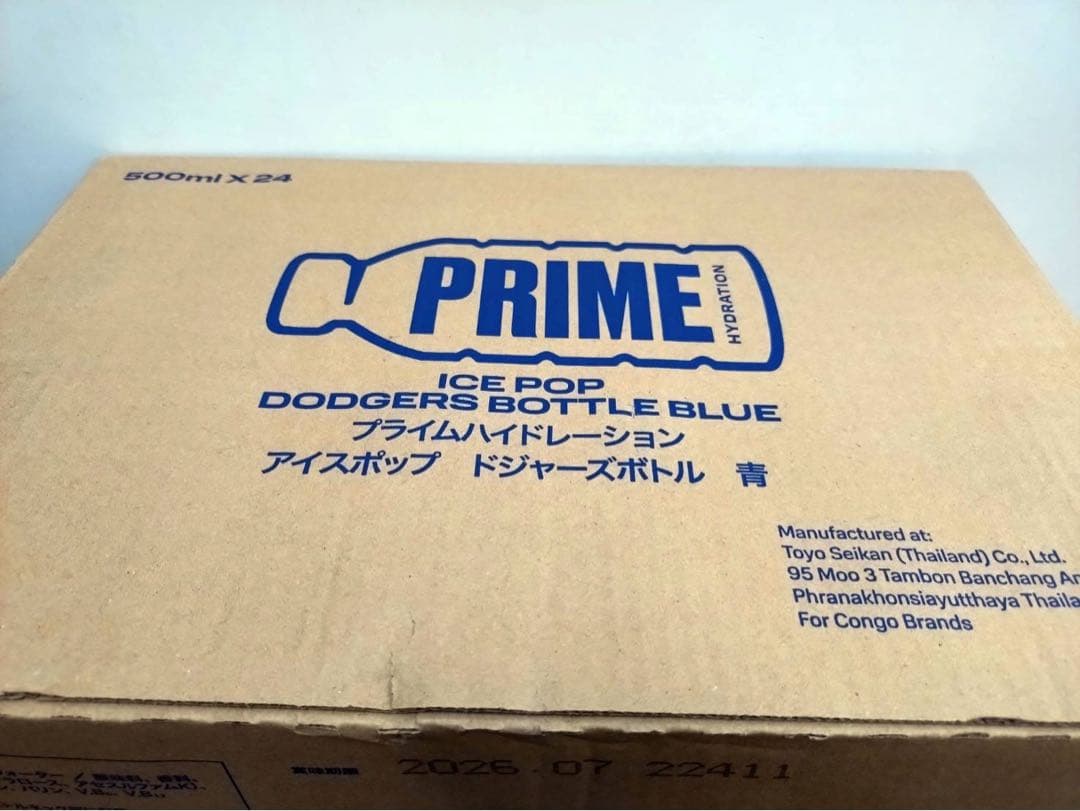 500ml X 24
PRIME
HYDRATION
ICE POP
DODGERS BOTTLE BLUE
プライムハイドレーション
アイスポップ ドジャーズボトル 青
Manufactured at:
Toyo Seikan (Thailand) Co., Ltd.
95 Moo 3 Tambon Banchang
Phranakhonsiayutthaya
For Congo Brands
賞味期限 2026.07 22411